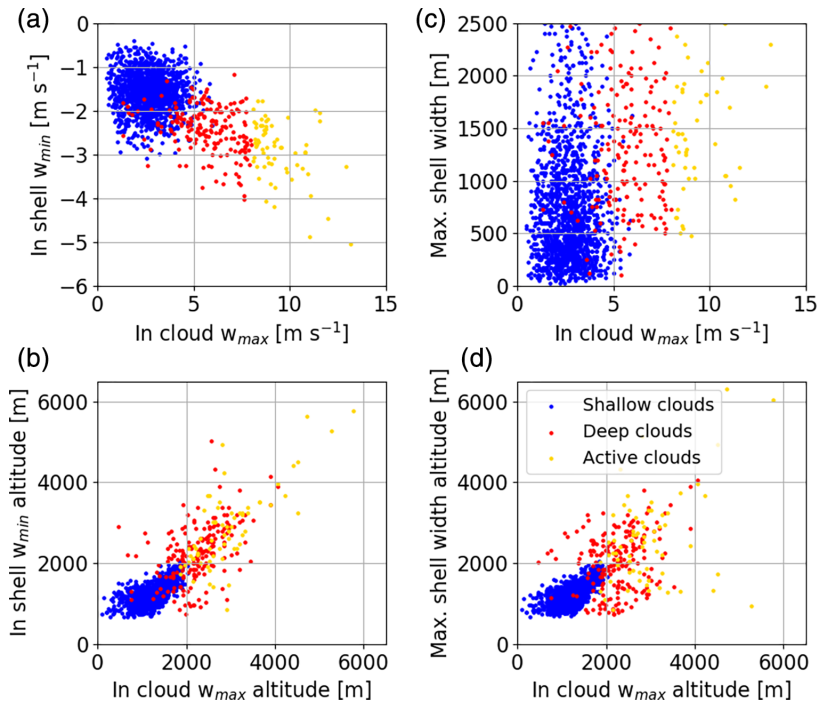 (a)
0
−1
−2
−3
−4
−5
−6
In shell w_min [m s⁻¹]
0 5 10 15
In cloud w_max [m s⁻¹]
(c)
2500
2000
1500
1000
500
0
Max. shell width [m]
0 5 10 15
In cloud w_max [m s⁻¹]
(b)
6000
4000
2000
0
In shell w_min altitude [m]
0 2000 4000 6000
In cloud w_max altitude [m]
(d)
6000
4000
2000
0
Max. shell width altitude [m]
Shallow clouds
Deep clouds
Active clouds
0 2000 4000 6000
In cloud w_max altitude [m]